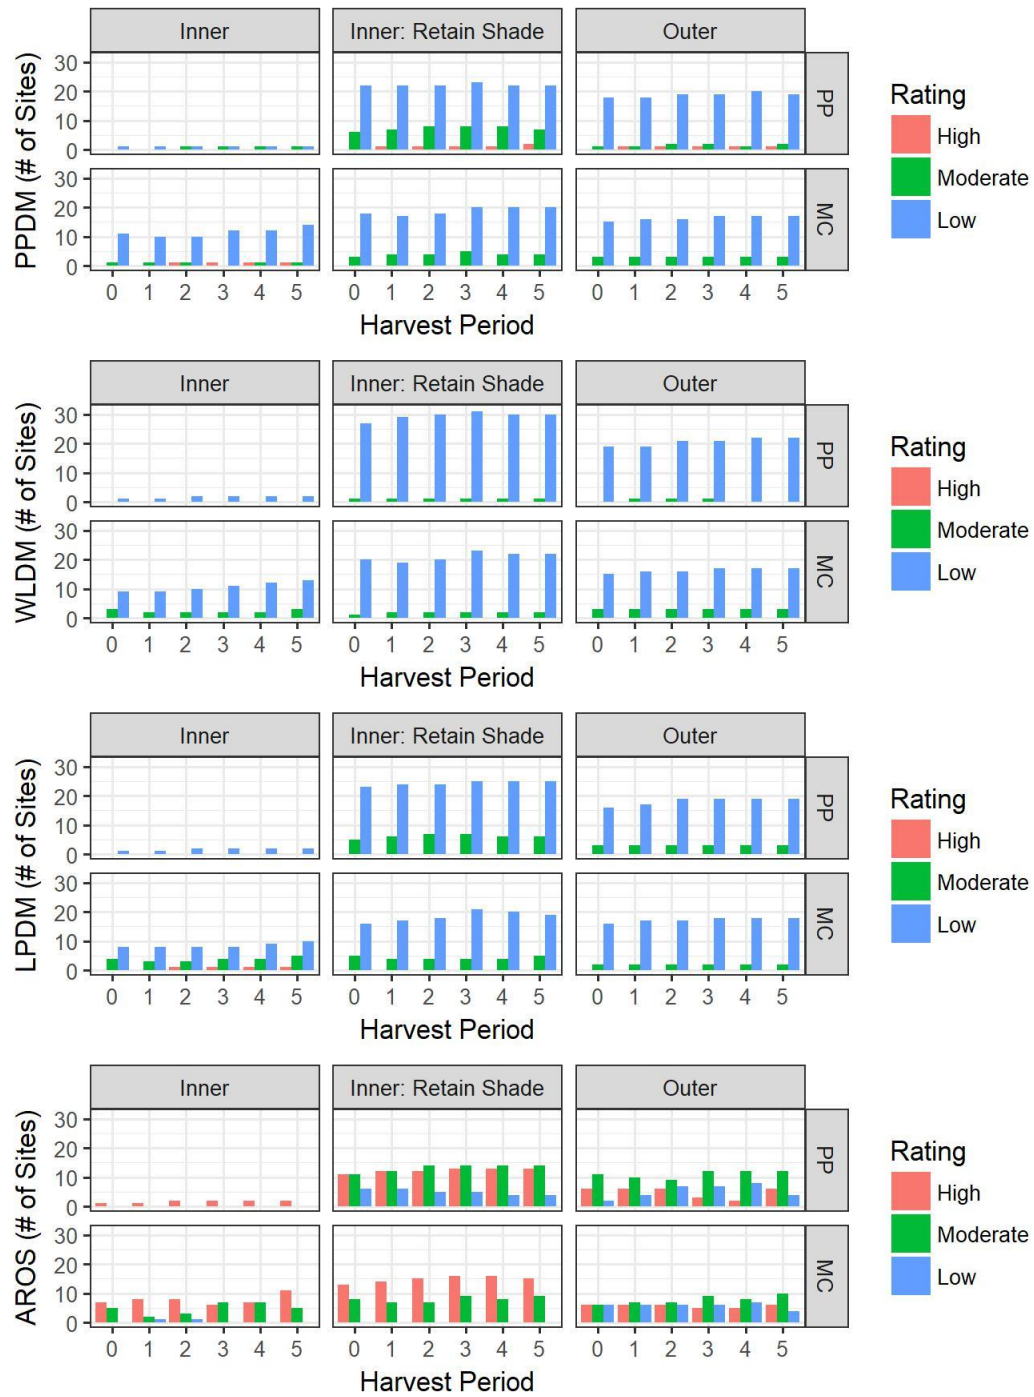 Inner Inner: Retain Shade Outer
PPDM (# of Sites)
30
20
10
0
PP
30
20
10
0
MC
0 1 2 3 4 5 0 1 2 3 4 5 0 1 2 3 4 5
Harvest Period
Rating
High
Moderate
Low
Inner Inner: Retain Shade Outer
WLDM (# of Sites)
30
20
10
0
PP
30
20
10
0
MC
0 1 2 3 4 5 0 1 2 3 4 5 0 1 2 3 4 5
Harvest Period
Rating
High
Moderate
Low
Inner Inner: Retain Shade Outer
LPDM (# of Sites)
30
20
10
0
PP
30
20
10
0
MC
0 1 2 3 4 5 0 1 2 3 4 5 0 1 2 3 4 5
Harvest Period
Rating
High
Moderate
Low
Inner Inner: Retain Shade Outer
AROS (# of Sites)
30
20
10
0
PP
30
20
10
0
MC
0 1 2 3 4 5 0 1 2 3 4 5 0 1 2 3 4 5
Harvest Period
Rating
High
Moderate
Low